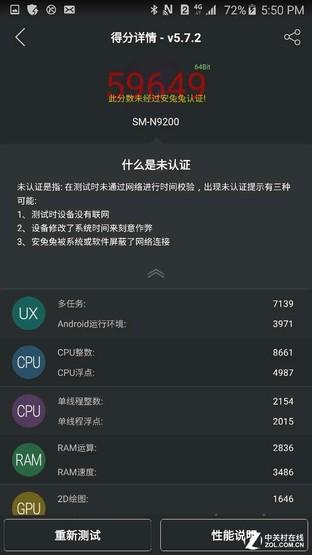 2 4G 72% 5:50 PM
得分详情 - v5.7.2
64Bit
59649
此分数未经过安兔兔认证!
SM-N9200
什么是未认证
未认证是指: 在测试时未通过网络进行时间校验，出现未认证提示有三种
可能:
1、测试时设备没有联网
2、设备修改了系统时间来刻意作弊
3、安兔兔被系统或软件屏蔽了网络连接
UX
多任务: 7139
Android运行环境: 3971
CPU
CPU整数: 8661
CPU浮点: 4987
CPU
单线程整数: 2154
单线程浮点: 2015
RAM
RAM运算: 2836
RAM速度: 3486
GPU
2D绘图: 1646
重新测试 性能说明
中关村在线
ZOL.COM.CN